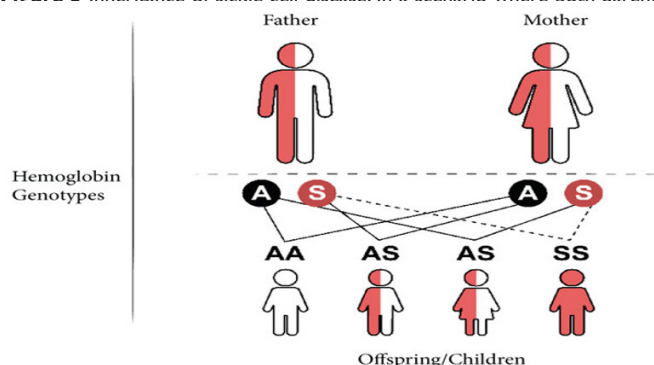 Father Mother
Hemoglobin
Genotypes
A S A S
AA AS AS SS
Offspring/Children